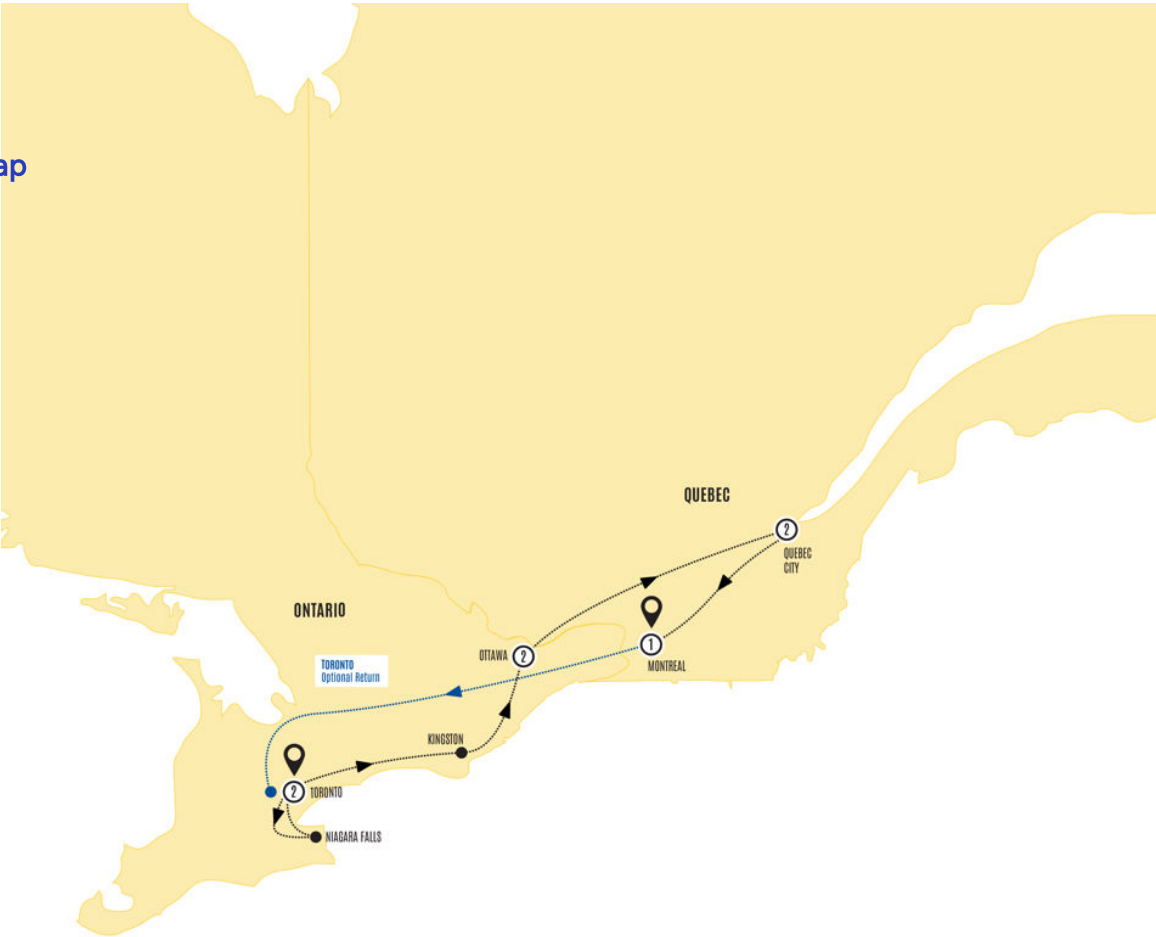 ap
QUEBEC
2
QUEBEC
CITY
ONTARIO
1
MONTREAL
OTTAWA 2
TORONTO
Optional Return
KINGSTON
2 TORONTO
NIAGARA FALLS